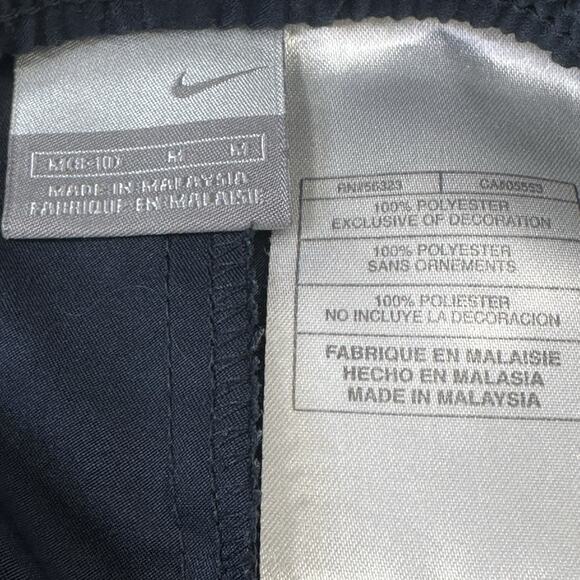 M(8-10) M M
MADE IN MALAYSIA
FABRIQUE EN MALAISIE
RN#56323 CA#05553
100% POLYESTER
EXCLUSIVE OF DECORATION
100% POLYESTER
SANS ORNEMENTS
100% POLIESTER
NO INCLUYE LA DECORACION
FABRIQUE EN MALAISIE
HECHO EN MALASIA
MADE IN MALAYSIA